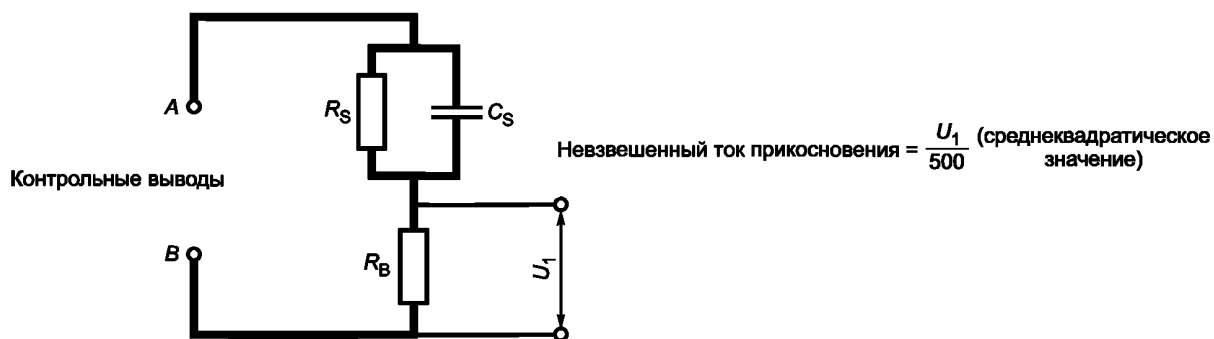 A
R_S
C_S
Невзвешенный ток прикосновения = U_1/500 (среднеквадратическое
значение)
Контрольные выводы
B
R_B
U_1